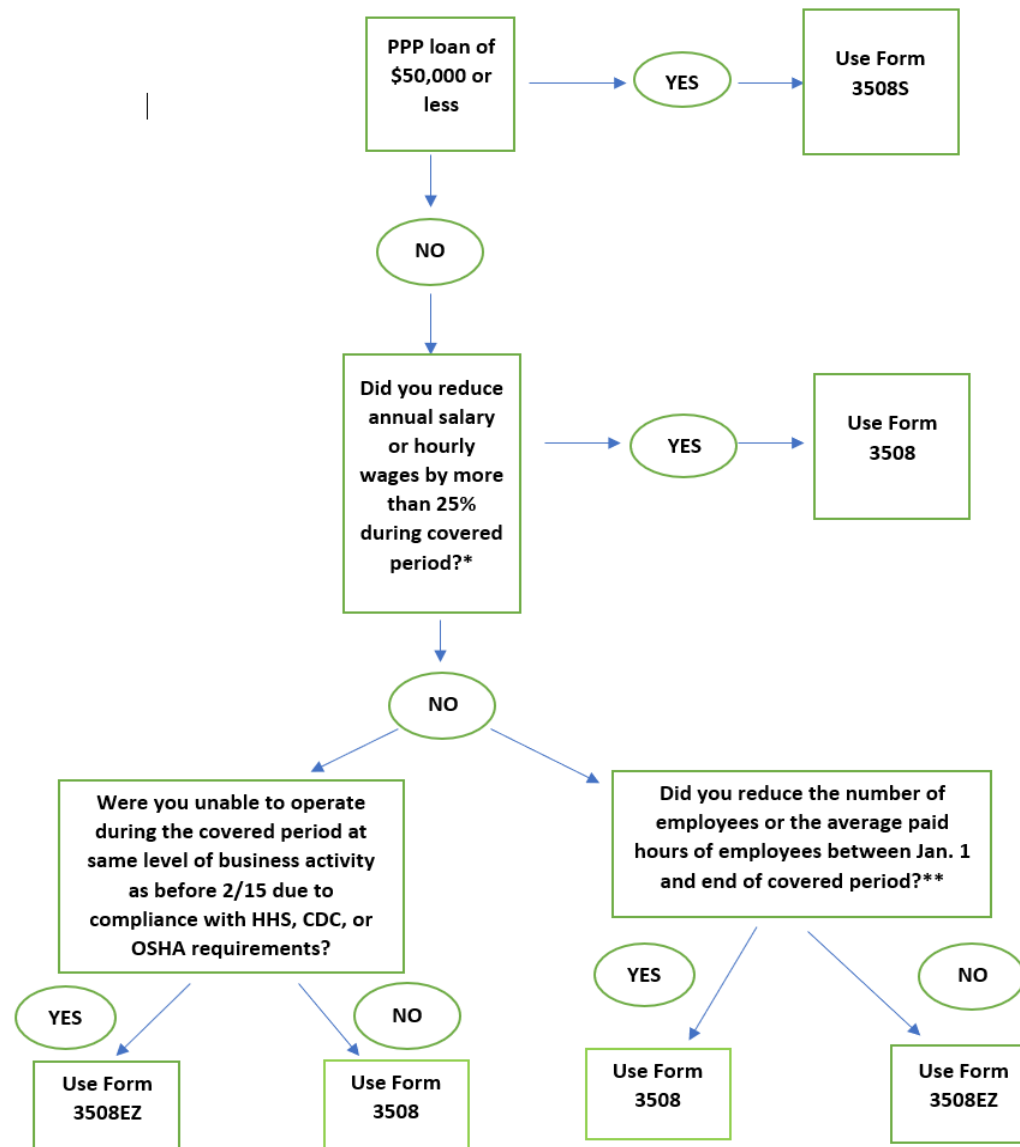 PPP loan of
$50,000 or
less
YES
Use Form
3508S
NO
Did you reduce
annual salary
or hourly
wages by more
than 25%
during covered
period?*
YES
Use Form
3508
NO
Were you unable to operate
during the covered period at
same level of business activity
as before 2/15 due to
compliance with HHS, CDC, or
OSHA requirements?
Did you reduce the number of
employees or the average paid
hours of employees between Jan. 1
and end of covered period?**
YES
NO
YES
NO
Use Form
3508EZ
Use Form
3508
Use Form
3508
Use Form
3508EZ